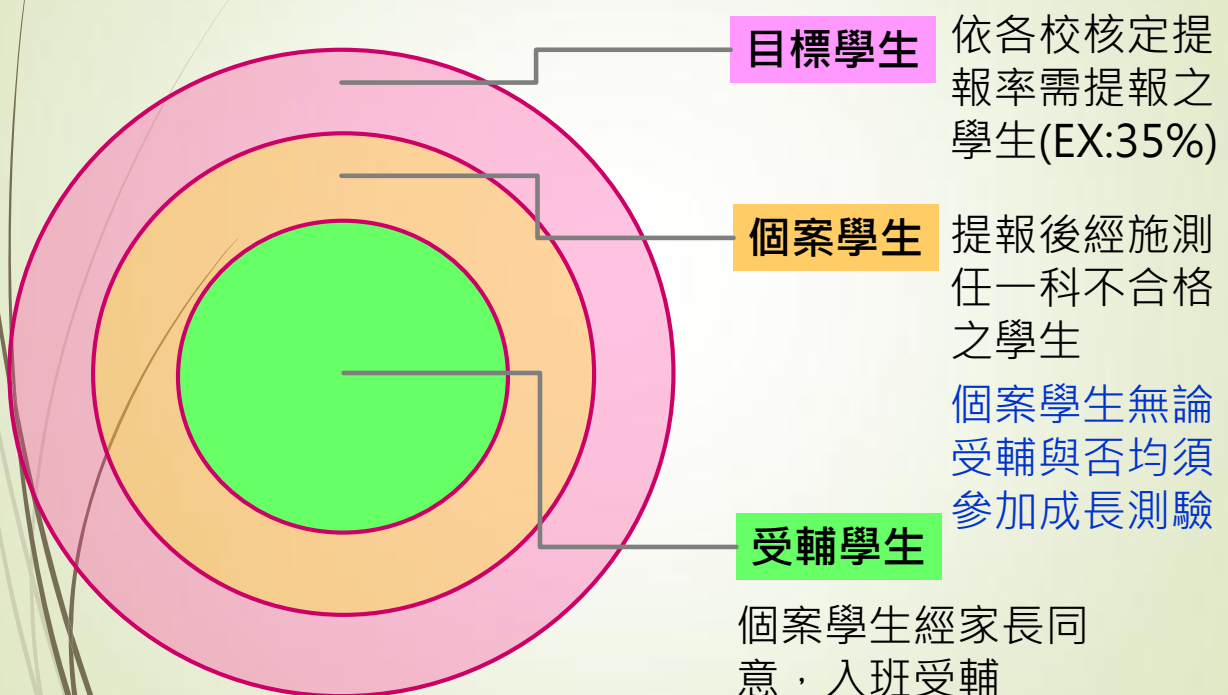 目標學生
依各校核定提
報率需提報之
學生(EX:35%)
個案學生
提報後經施測
任一科不合格
之學生
個案學生無論
受輔與否均須
參加成長測驗
受輔學生
個案學生經家長同
意，入班受輔